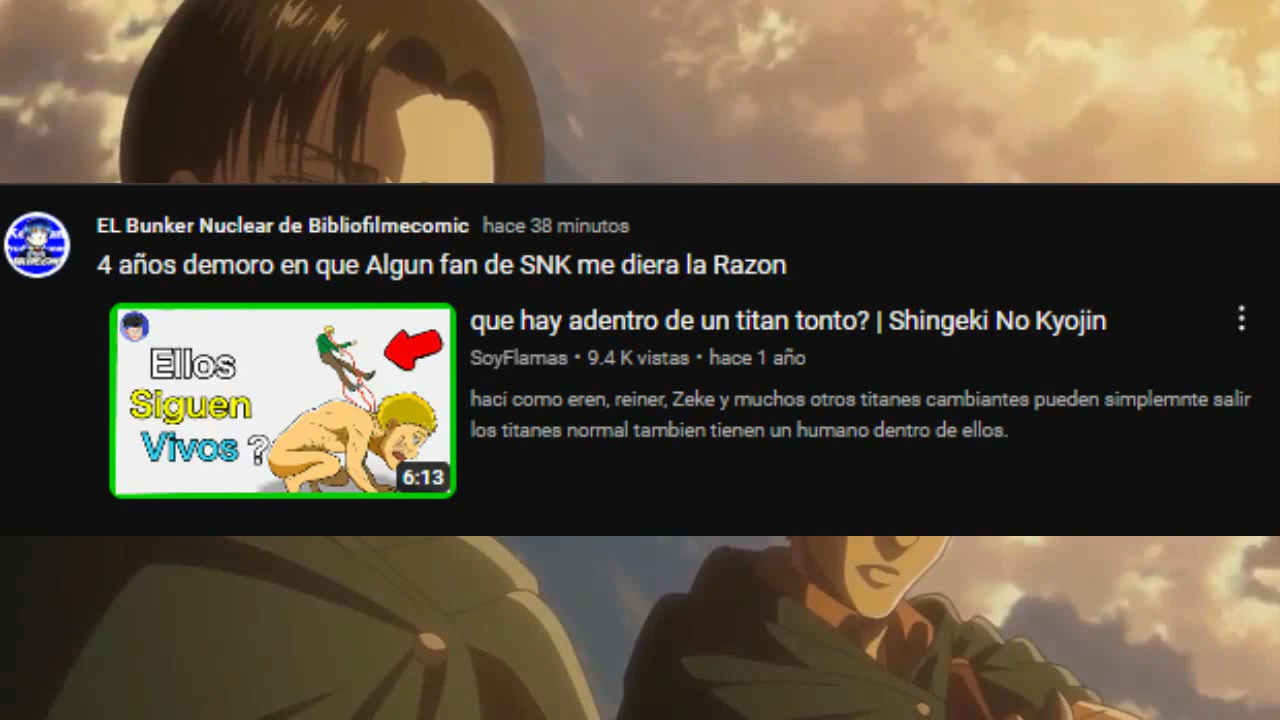 EL Bunker Nuclear de Bibliofilmecomic hace 38 minutos
4 años demoro en que Algun fan de SNK me diera la Razon
Ellos
Siguen
Vivos ?
6:13
que hay adentro de un titan tonto? | Shingeki No Kyojin
SoyFlamas • 9.4 K vistas • hace 1 año
haci como eren, reiner, Zeke y muchos otros titanes cambiantes pueden simplemnte salir
los titanes normal tambien tienen un humano dentro de ellos.